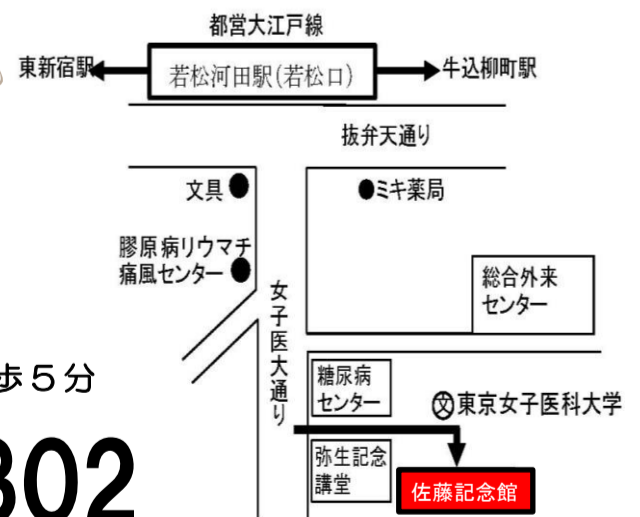 都営大江戸線
東新宿駅
若松河田駅(若松口)
牛込柳町駅
抜弁天通り
文具
ミキ薬局
膠原病リウマチ
痛風センター
総合外来
センター
女子医大通り
歩5分
糖尿病
センター
文東京女子医科大学
弥生記念
講堂
佐藤記念館
302